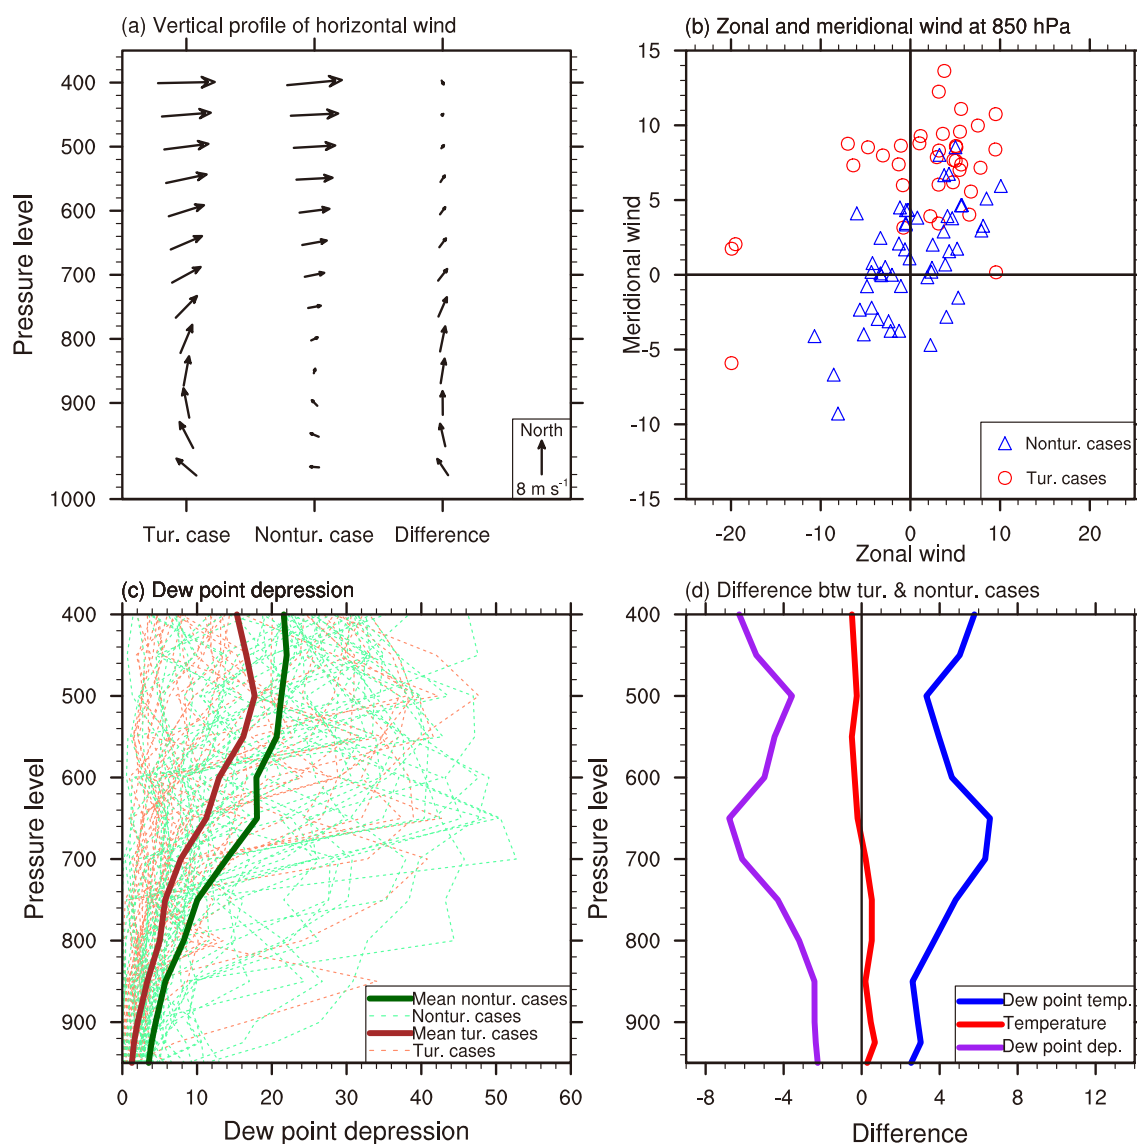 (a) Vertical profile of horizontal wind
400
500
600
700
800
900
1000
Pressure level
North
8 m s⁻¹
Tur. case
Nontur. case
Difference
(b) Zonal and meridional wind at 850 hPa
15
10
5
0
-5
-10
-15
Meridional wind
Nontur. cases
Tur. cases
-20
-10
0
10
20
Zonal wind
(c) Dew point depression
400
500
600
700
800
900
Pressure level
Mean nontur. cases
Nontur. cases
Mean tur. cases
Tur. cases
0
10
20
30
40
50
60
Dew point depression
(d) Difference btw tur. & nontur. cases
400
500
600
700
800
900
Pressure level
Dew point temp..
Temperature
Dew point dep.
-8
-4
0
4
8
12
Difference